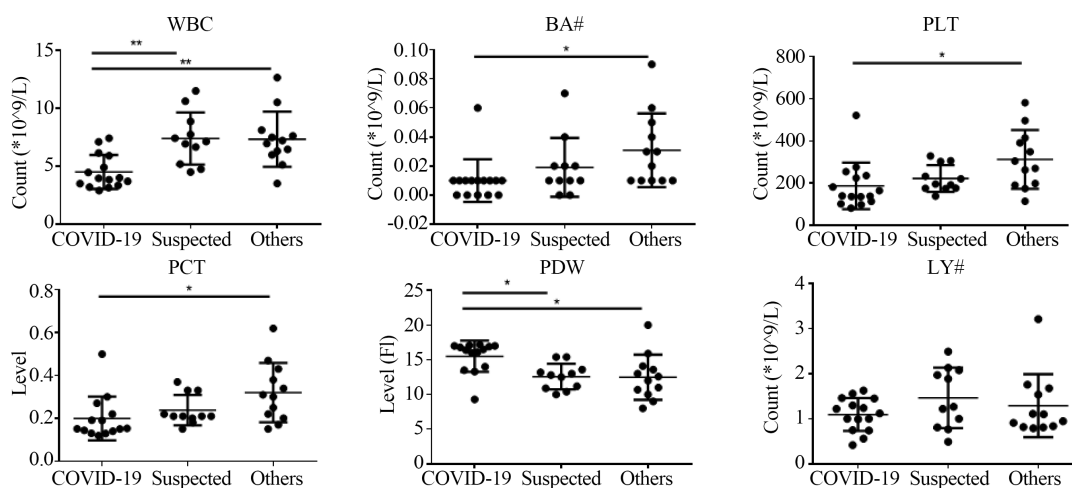 WBC
**
**
Count (*10^9/L)
15
10
5
0
COVID-19 Suspected Others
BA#
*
Count (*10^9/L)
0.10
0.08
0.06
0.04
0.02
0.00
-0.02
COVID-19 Suspected Others
PLT
*
Count (*10^9/L)
800
600
400
200
0
COVID-19 Suspected Others
PCT
*
Level
0.8
0.6
0.4
0.2
0.0
COVID-19 Suspected Others
PDW
*
*
Level (Fl)
25
20
15
10
5
0
COVID-19 Suspected Others
LY#
Count (*10^9/L)
4
3
2
1
0
COVID-19 Suspected Others